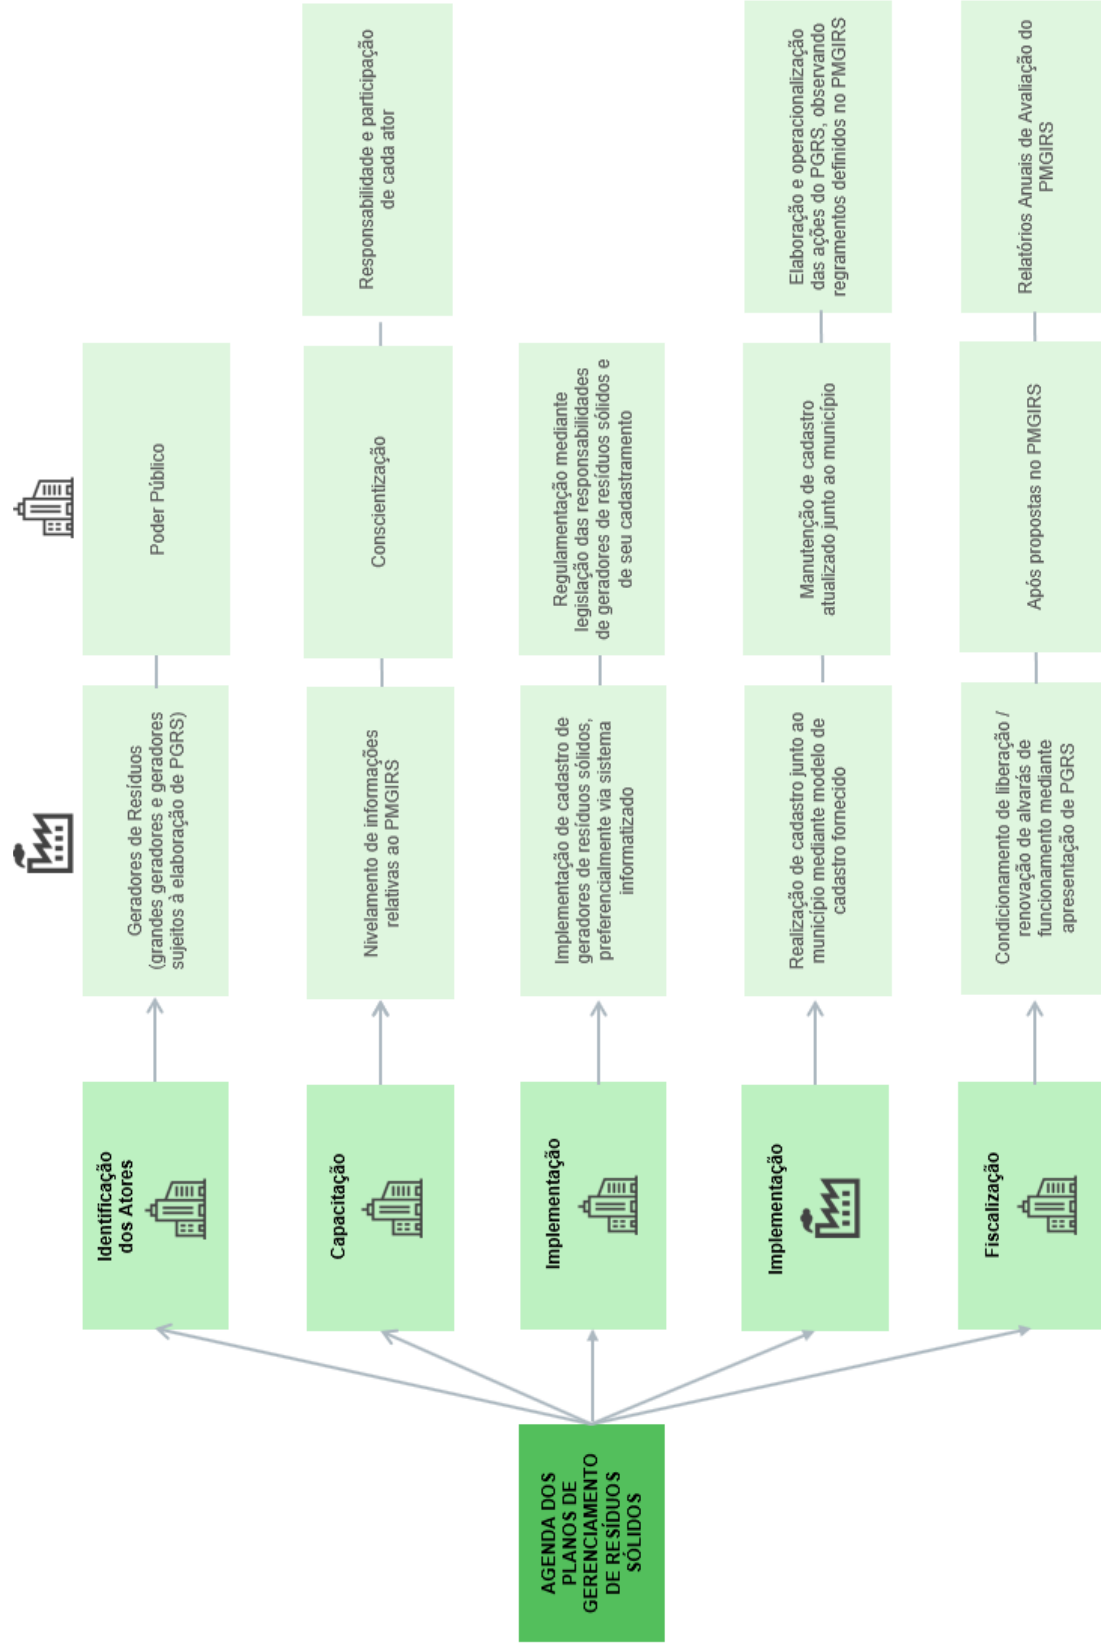 AGENDA DOS
PLANOS DE
GERENCIAMENTO
DE RESÍDUOS
SÓLIDOS
Identificação
dos Atores
Geradores de Resíduos
(grandes geradores e geradores
sujeitos à elaboração de PGRS)
Poder Público
Capacitação
Nivelamento de informações
relativas ao PMGIRS
Conscientização
Responsabilidade e participação
de cada ator
Implementação
Implementação de cadastro de
geradores de resíduos sólidos,
preferencialmente via sistema
informatizado
Regulamentação mediante
legislação das responsabilidades
de geradores de resíduos sólidos e
de seu cadastramento
Implementação
Realização de cadastro junto ao
município mediante modelo de
cadastro fornecido
Manutenção de cadastro
atualizado junto ao município
Elaboração e operacionalização
das ações do PGRS, observando
regramentos definidos no PMGIRS
Fiscalização
Condicionamento de liberação /
renovação de alvarás de
funcionamento mediante
apresentação de PGRS
Após propostas no PMGIRS
Relatórios Anuais de Avaliação do
PMGIRS